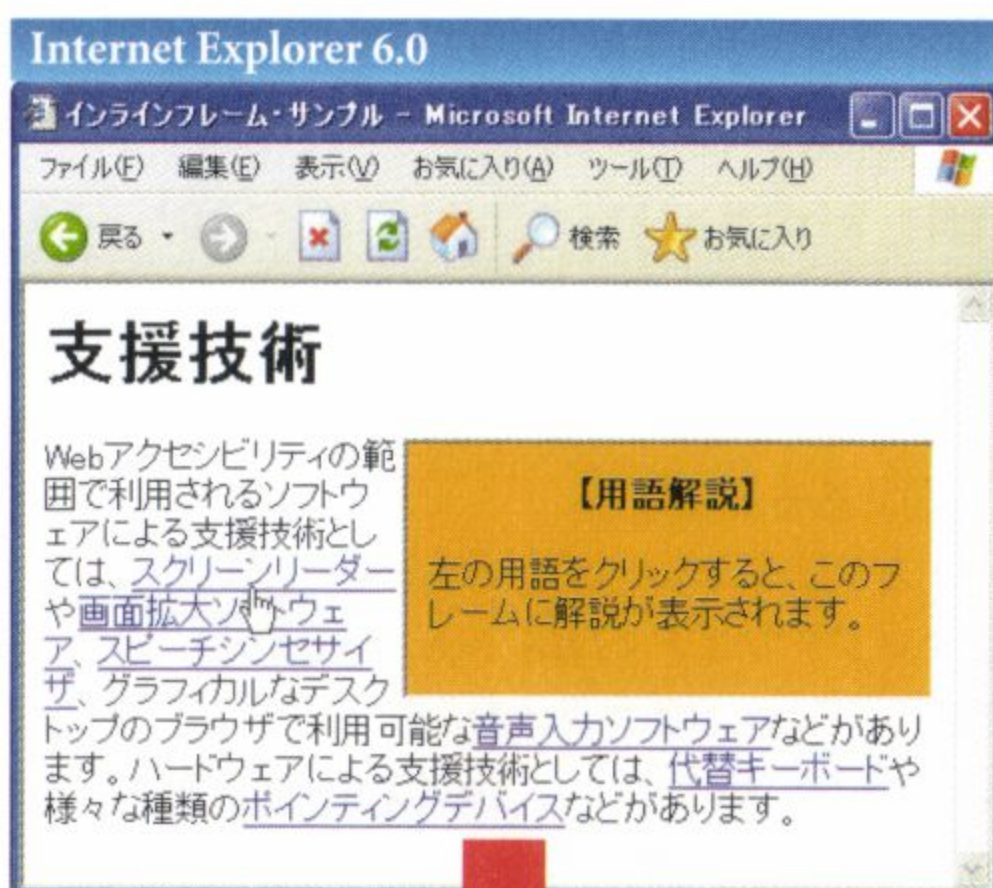 Internet Explorer 6.0
インラインフレーム・サンプル - Microsoft Internet Explorer
ファイル(F) 編集(E) 表示(V) お気に入り(A) ツール(T) ヘルプ(H)
戻る 検索 お気に入り
支援技術
Webアクセシビリティの範
囲で利用されるソフトウ
ェアによる支援技術とし
ては、スクリーンリーダー
や画面拡大ソフトウェ
ア、スピーチシンセサイ
ザ、グラフィカルなデスク
トップのブラウザで利用可能な音声入力ソフトウェアなどがあり
ます。ハードウェアによる支援技術としては、代替キーボードや
様々な種類のポインティングデバイスなどがあります。
【用語解説】
左の用語をクリックすると、このフ
レームに解説が表示されます。